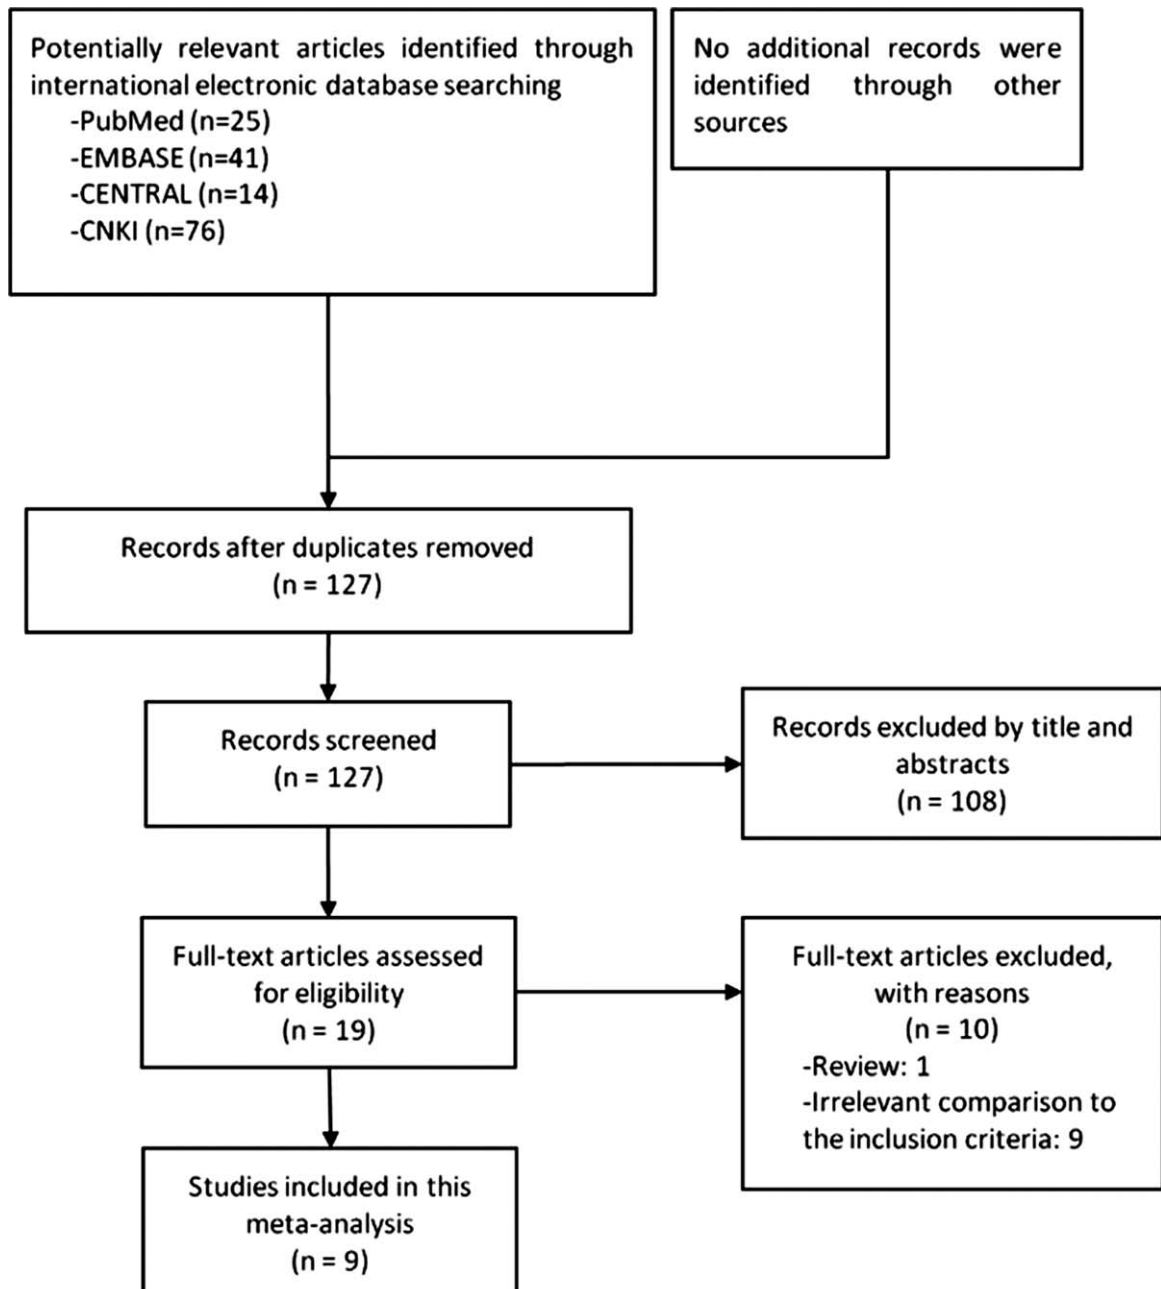 Potentially relevant articles identified through
international electronic database searching
-PubMed (n=25)
-EMBASE (n=41)
-CENTRAL (n=14)
-CNKI (n=76)
No additional records were
identified through other
sources
Records after duplicates removed
(n = 127)
Records screened
(n = 127)
Records excluded by title and
abstracts
(n = 108)
Full-text articles assessed
for eligibility
(n = 19)
Full-text articles excluded,
with reasons
(n = 10)
-Review: 1
-Irrelevant comparison to
the inclusion criteria: 9
Studies included in this
meta-analysis
(n = 9)